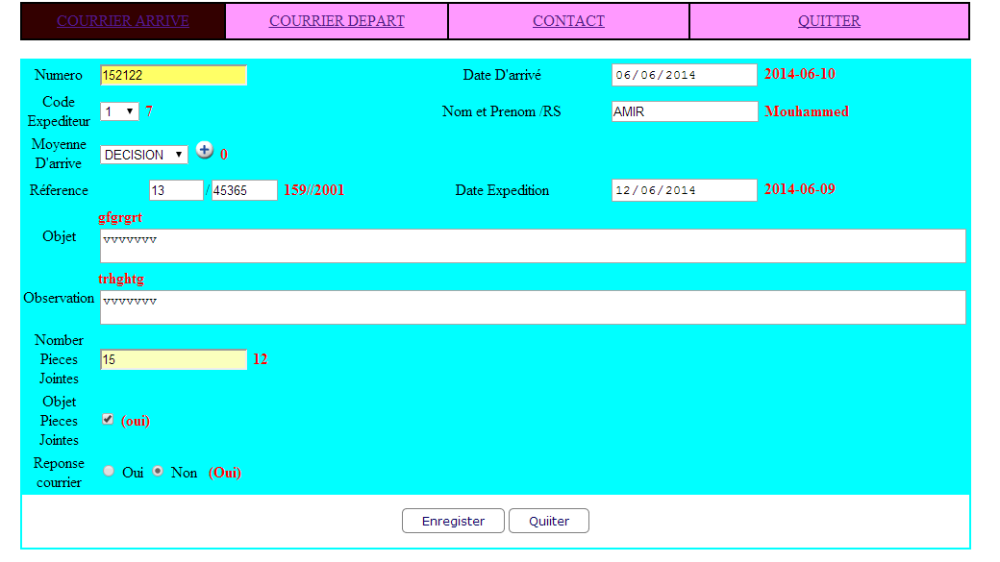 COURRIER ARRIVE COURRIER DEPART CONTACT QUITTER
Numero 152122 Date D'arrivé 06/06/2014 2014-06-10
Code
Expediteur 1 7 Nom et Prenom /RS AMIR Mouhammed
Moyenne
D'arrive DECISION 0
Réference 13 / 45365 159//2001 Date Expedition 12/06/2014 2014-06-09
gfgrgrt
Objet vvvvvvv
trhghtg
Observation vvvvvvv
Nomber
Pieces
Jointes 15 12
Objet
Pieces
Jointes (oui)
Reponse
courrier Oui Non (Oui)
Enregister Quiiter